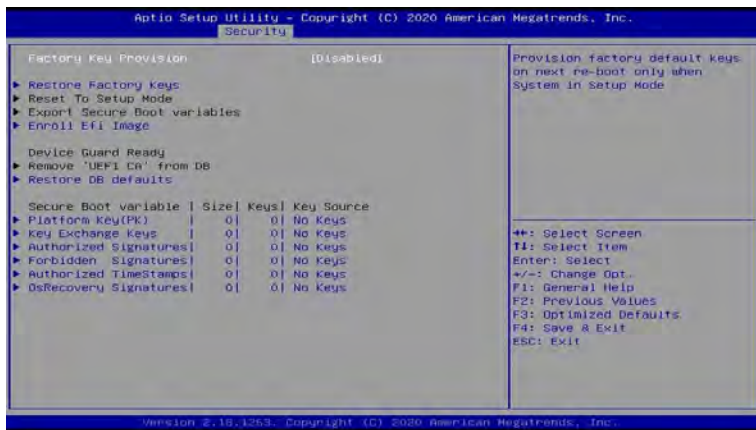 Aptio Setup Utility - Copyright (C) 2020 American Megatrends, Inc.
Security
Factory Key Provision [Disabled]
Restore Factory Keys
Reset To Setup Mode
Export Secure Boot variables
Enroll Efi Image
Device Guard Ready
Remove 'UEFI CA' from DB
Restore DB defaults
Secure Boot variable | Size| Keys| Key Source
Platform Key(PK) | 0| 0| No Keys
Key Exchange Keys | 0| 0| No Keys
Authorized Signatures| 0| 0| No Keys
Forbidden Signatures| 0| 0| No Keys
Authorized TimeStamps| 0| 0| No Keys
OsRecovery Signatures| 0| 0| No Keys
Provision factory default keys
on next re-boot only when
System in Setup Mode
→←: Select Screen
↑↓: Select Item
Enter: Select
+/-: Change Opt.
F1: General Help
F2: Previous Values
F3: Optimized Defaults
F4: Save & Exit
ESC: Exit
Version 2.18.1263. Copyright (C) 2020 American Megatrends, Inc.